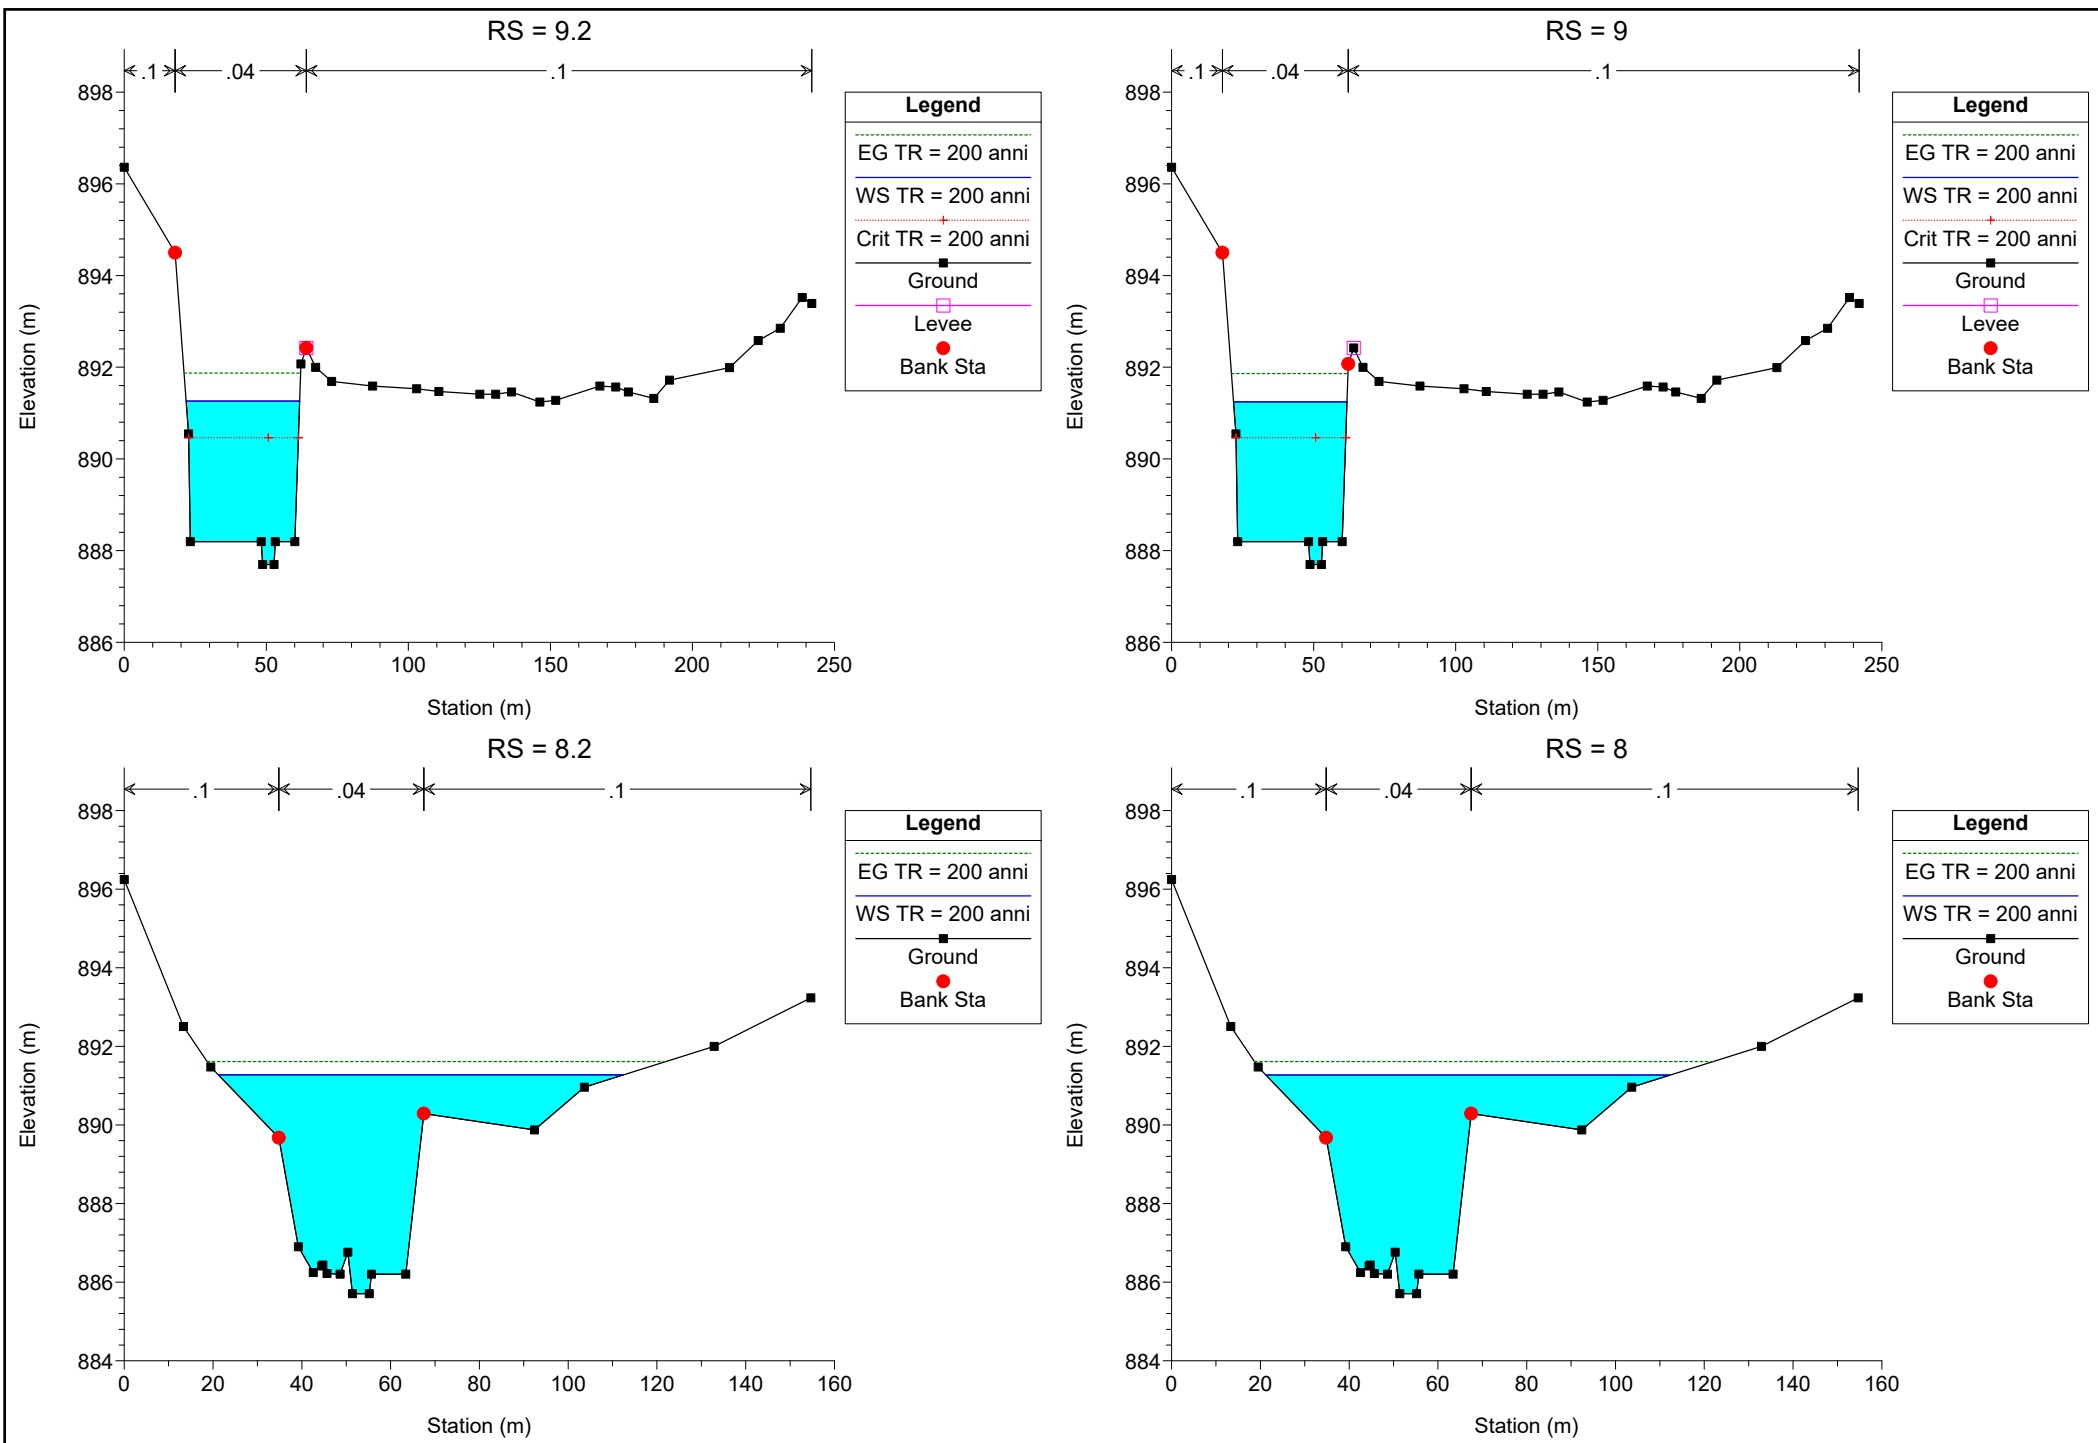 RS = 9.2
.1 .04 .1
898
896
894
892
890
888
886
0 50 100 150 200 250
Elevation (m)
Station (m)
Legend
EG TR = 200 anni
WS TR = 200 anni
Crit TR = 200 anni
Ground
Levee
Bank Sta
RS = 9
.1 .04 .1
898
896
894
892
890
888
886
0 50 100 150 200 250
Elevation (m)
Station (m)
Legend
EG TR = 200 anni
WS TR = 200 anni
Crit TR = 200 anni
Ground
Levee
Bank Sta
RS = 8.2
.1 .04 .1
898
896
894
892
890
888
886
884
0 20 40 60 80 100 120 140 160
Elevation (m)
Station (m)
Legend
EG TR = 200 anni
WS TR = 200 anni
Ground
Bank Sta
RS = 8
.1 .04 .1
898
896
894
892
890
888
886
884
0 20 40 60 80 100 120 140 160
Elevation (m)
Station (m)
Legend
EG TR = 200 anni
WS TR = 200 anni
Ground
Bank Sta